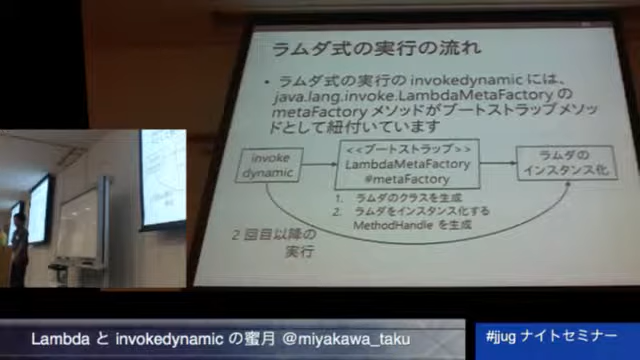 ラムダ式の実行の流れ
• ラムダ式の実行の invokedynamic には、
java.lang.invoke.LambdaMetaFactory の
metaFactory メソッドがブートストラップメソッ
ドとして紐付いています
invoke
dynamic
<<ブートストラップ>>
LambdaMetaFactory
#metaFactory
ラムダの
インスタンス化
1. ラムダのクラスを生成
2. ラムダをインスタンス化する
MethodHandle を生成
2 回目以降の
実行
Lambda と invokedynamic の蜜月 @miyakawa_taku
#jjug ナイトセミナー